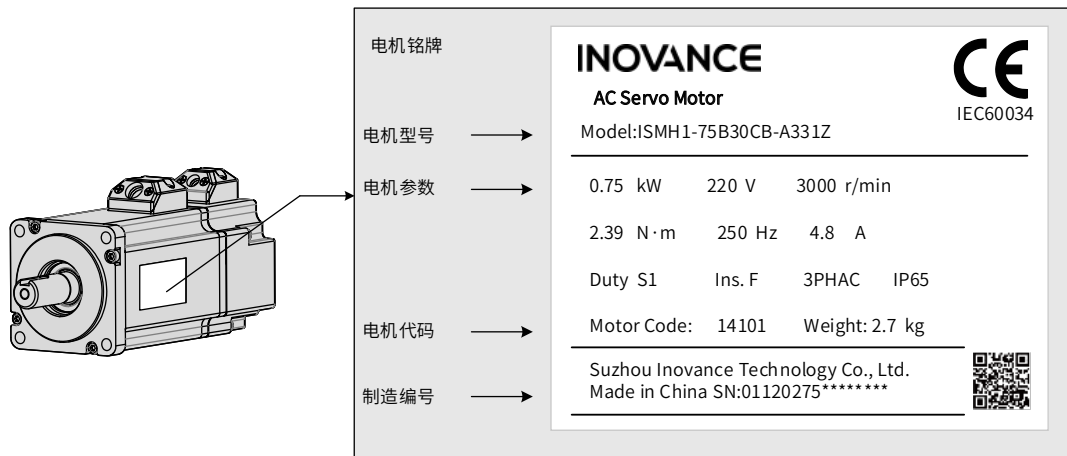 电机铭牌
INOVANCE
CE
AC Servo Motor
IEC60034
电机型号
Model:ISMH1-75B30CB-A331Z
电机参数
0.75 kW 220 V 3000 r/min
2.39 N·m 250 Hz 4.8 A
Duty S1 Ins. F 3PHAC IP65
电机代码
Motor Code: 14101 Weight: 2.7 kg
Suzhou Inovance Technology Co., Ltd.
制造编号
Made in China SN:01120275********